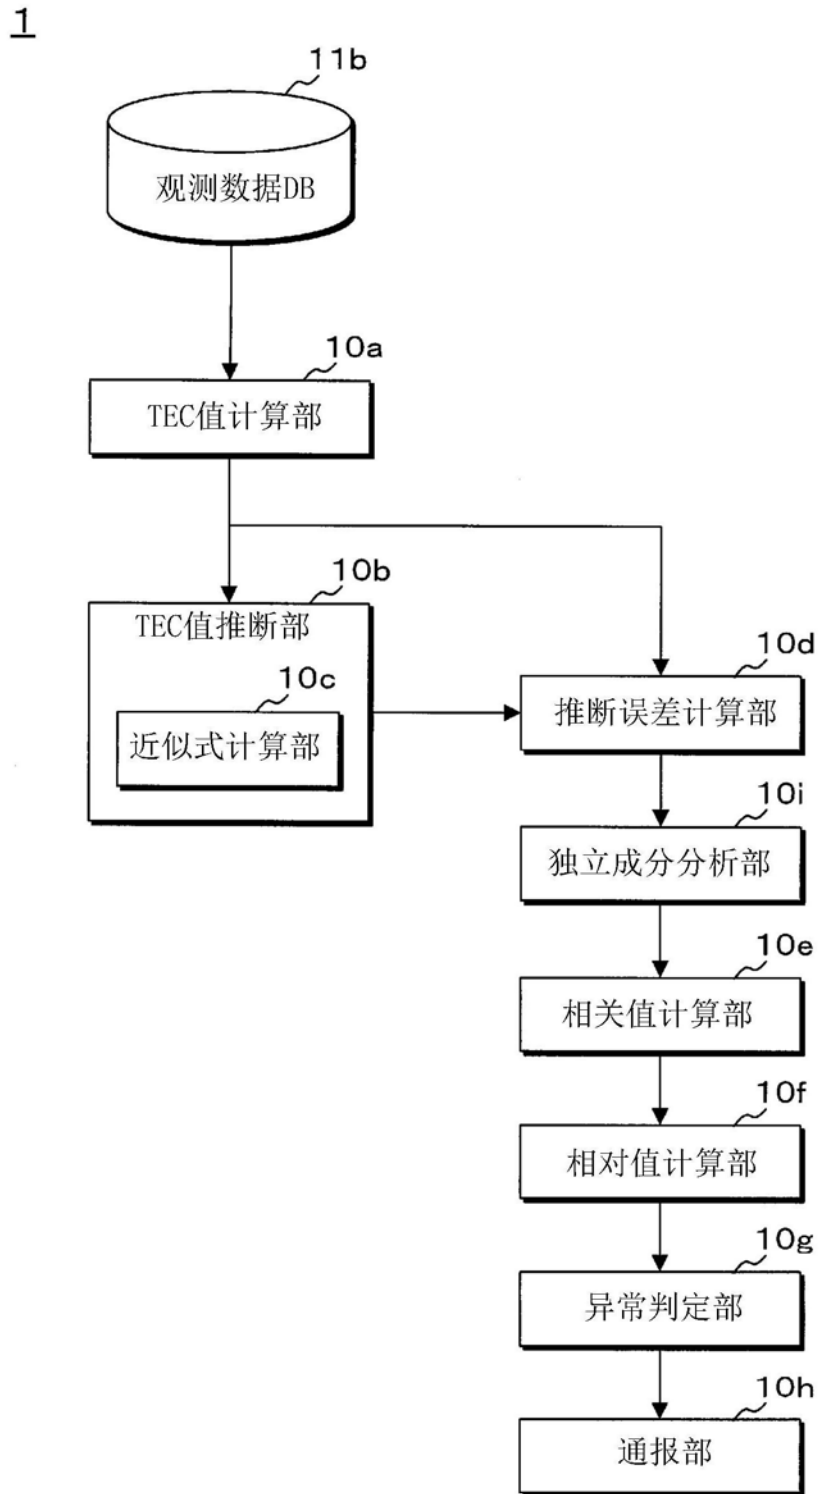 1
11b
观测数据DB
10a
TEC值计算部
10b
TEC值推断部
10c
近似式计算部
10d
推断误差计算部
10i
独立成分分析部
10e
相关值计算部
10f
相对值计算部
10g
异常判定部
10h
通报部